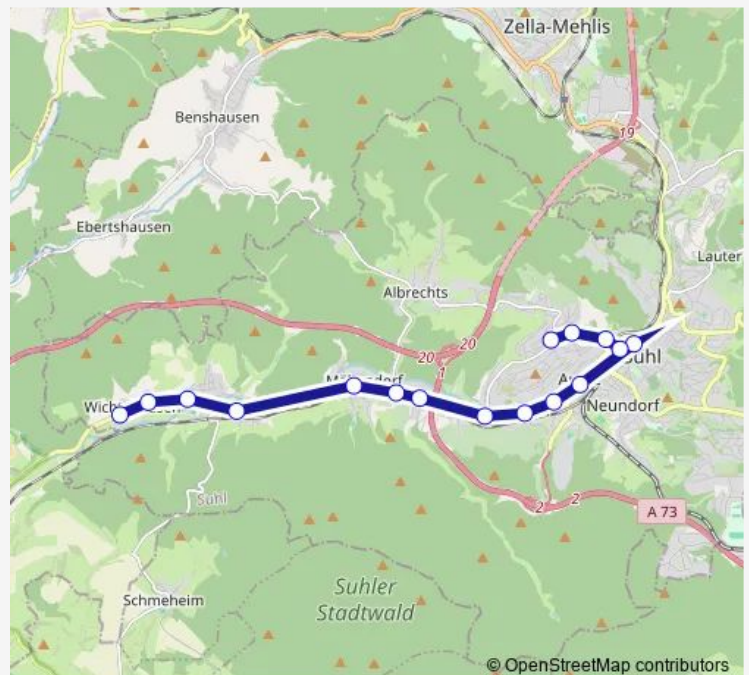 Zella-Mehlis
Benshausen
19
Ebertshausen
Lauter
Albrechts
20
20
1
Neundorf
2
2
A 73
Suhl
Schmeheim
Suhler
Stadtwald
© OpenStreetMap contributors